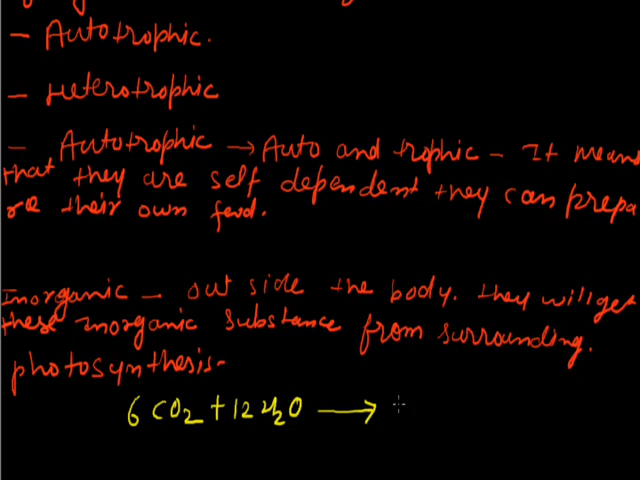 - Autotrophic.
- Heterotrophic
- Autotrophic → Auto and trophic - It means
that they are self dependent they can prepa
re their own food.
Inorganic - out side the body. they will get
these inorganic substance from surrounding.
photosynthesis-
6 CO2 + 12 H2O →